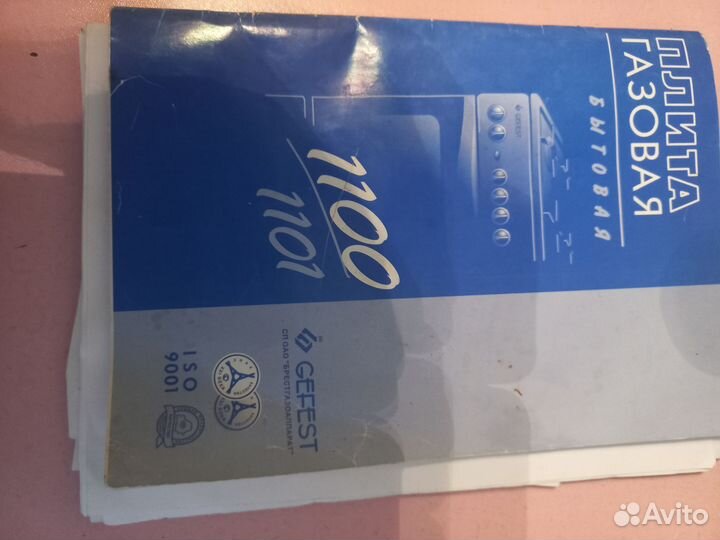 ПЛИТА
ГАЗОВАЯ
БЫТОВАЯ
GEFEST
1100
1101
GEFEST
СП ОАО "БРЕСТГАЗОАППАРАТ"
ISO
9001
Avito